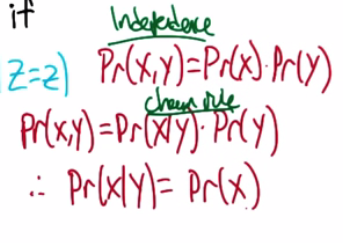 if
Independence
z=z)
Pr(x,y)=Pr(x)·Pr(y)
chain rule
Pr(x,y)=Pr(x|y)·Pr(y)
∴ Pr(x|y)= Pr(x)